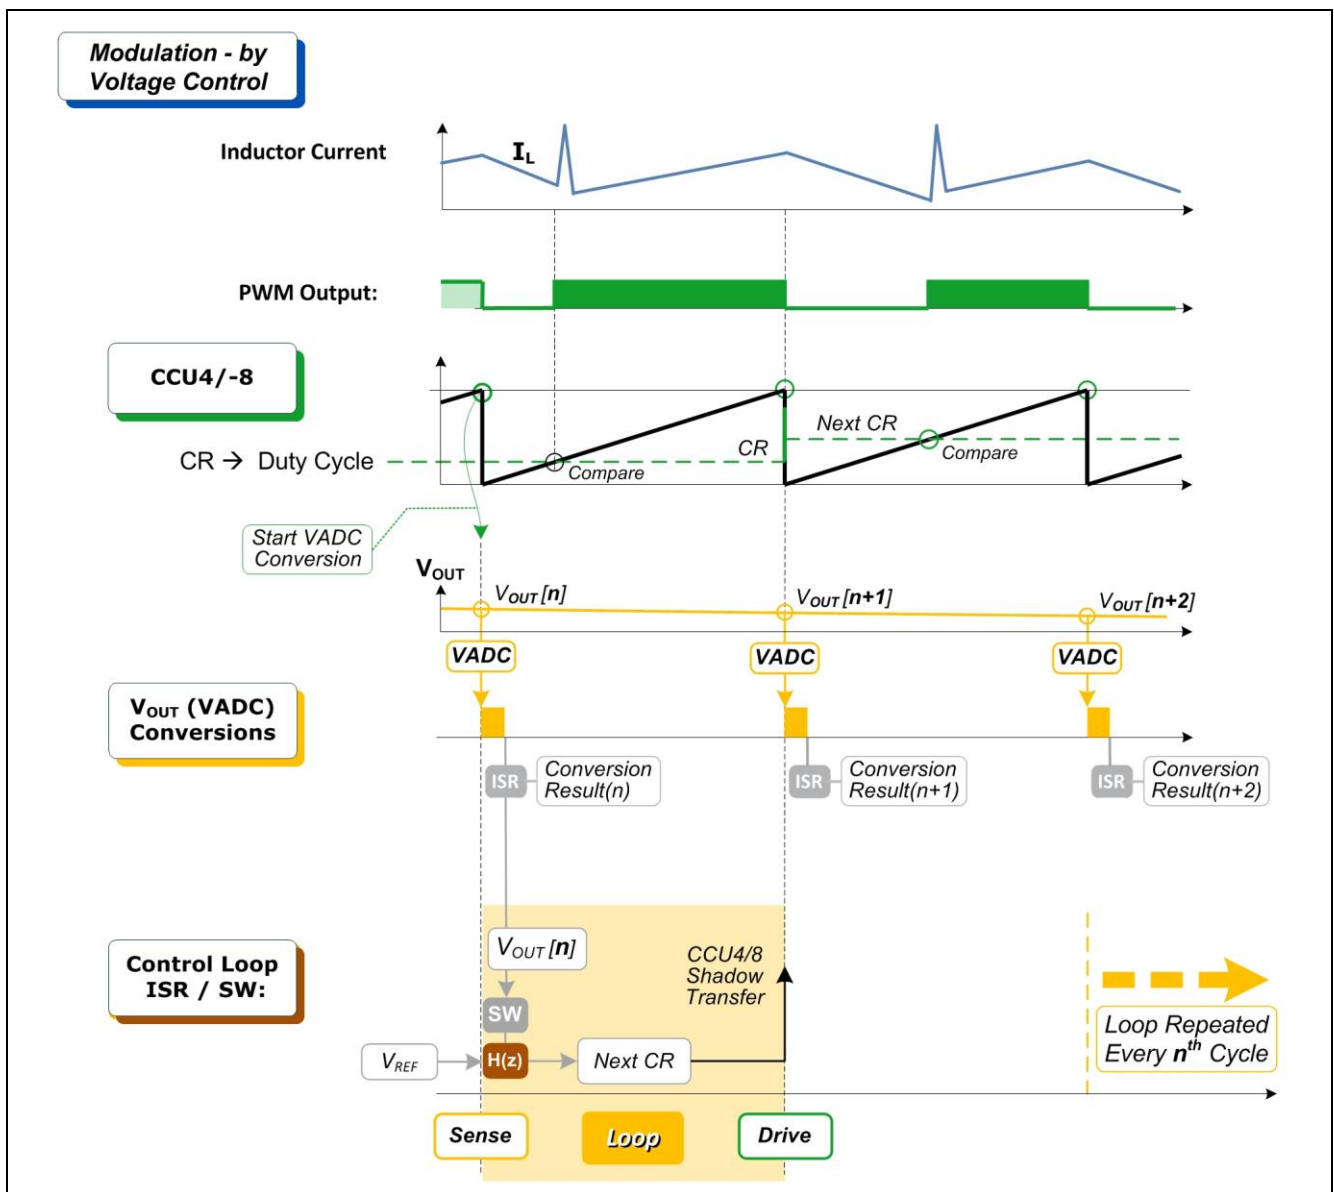 Modulation - by
Voltage Control
Inductor Current
IL
PWM Output:
CCU4/-8
CR → Duty Cycle
Compare
CR
Next CR
Compare
Start VADC
Conversion
VOUT
VOUT [n]
VOUT [n+1]
VOUT [n+2]
VADC
VADC
VADC
VOUT (VADC)
Conversions
ISR
Conversion
Result(n)
ISR
Conversion
Result(n+1)
ISR
Conversion
Result(n+2)
Control Loop
ISR / SW:
VOUT [n]
SW
VREF
H(z)
Next CR
CCU4/8
Shadow
Transfer
Loop Repeated
Every nth Cycle
Sense
Loop
Drive